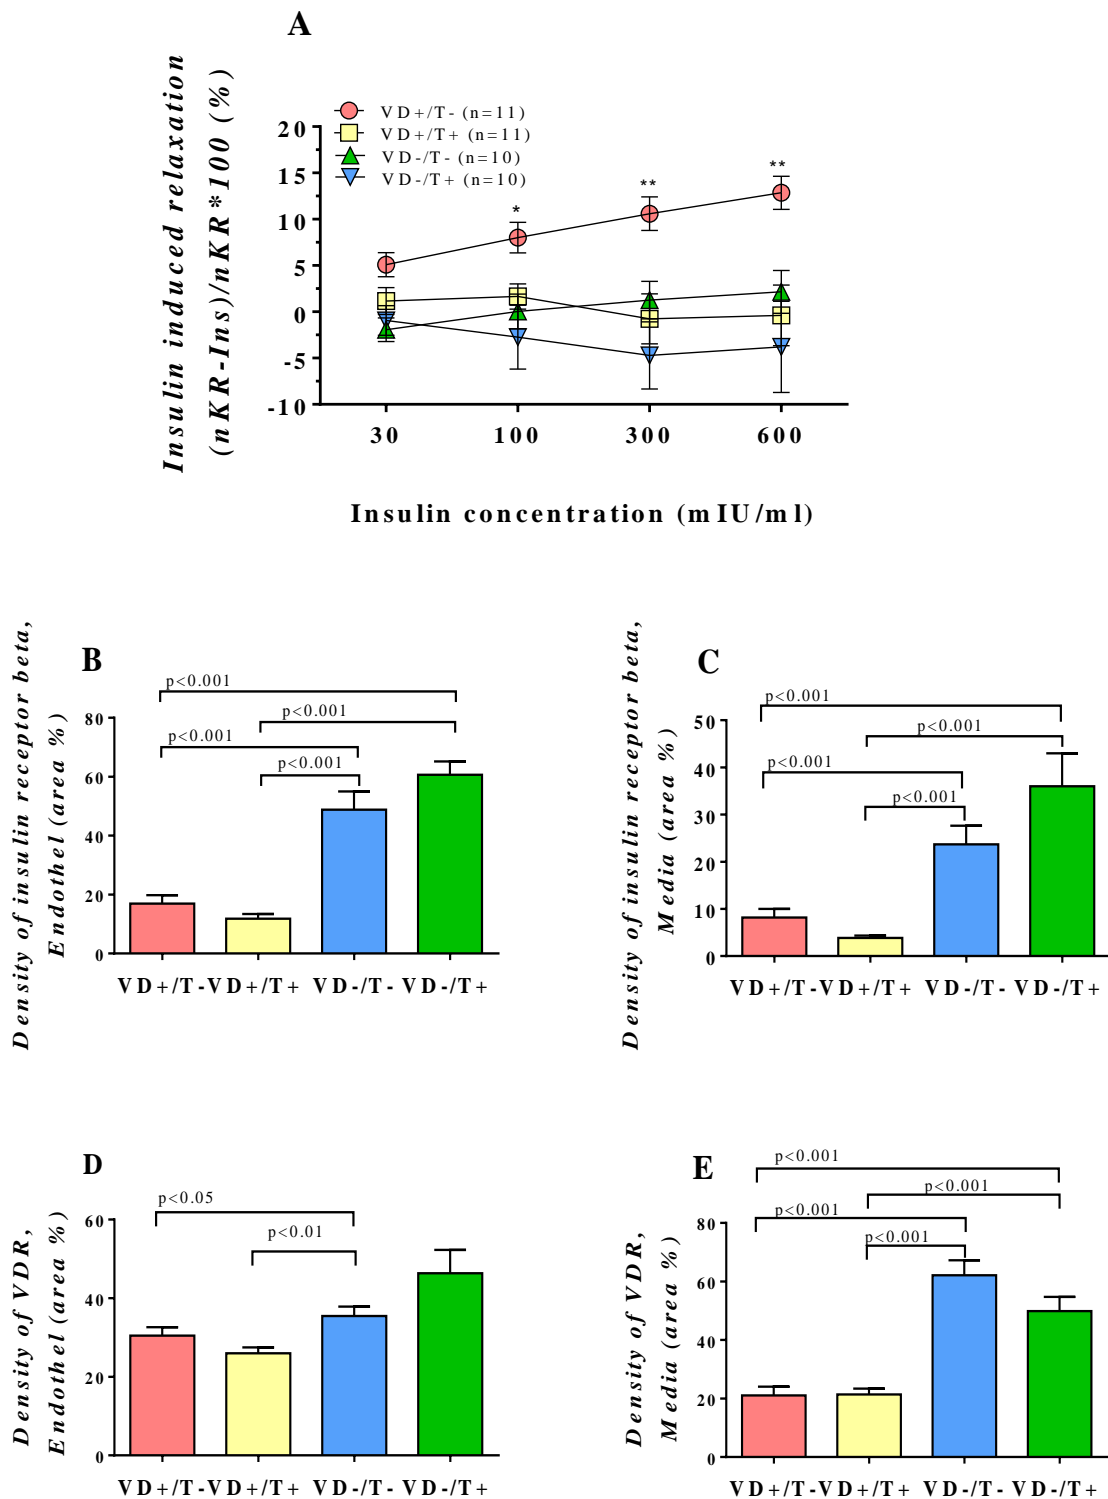 A
Insulin induced relaxation
(nKR-Ins)/nKR*100 (%)
VD+/T- (n=11)
VD+/T+ (n=11)
VD-/T- (n=10)
VD-/T+ (n=10)
20
15
10
5
0
-5
-10
*
**
**
30 100 300 600
Insulin concentration (mIU/ml)
B
Density of insulin receptor beta,
Endothel (area %)
p<0.001
p<0.001
p<0.001
p<0.001
80
60
40
20
0
VD+/T- VD+/T+ VD-/T- VD-/T+
C
Density of insulin receptor beta,
Media (area %)
p<0.001
p<0.001
p<0.001
p<0.001
50
40
30
20
10
0
VD+/T- VD+/T+ VD-/T- VD-/T+
D
Density of VDR,
Endothel (area %)
p<0.05
p<0.01
60
40
20
0
VD+/T- VD+/T+ VD-/T- VD-/T+
E
Density of VDR,
Media (area %)
p<0.001
p<0.001
p<0.001
p<0.001
80
60
40
20
0
VD+/T- VD+/T+ VD-/T- VD-/T+